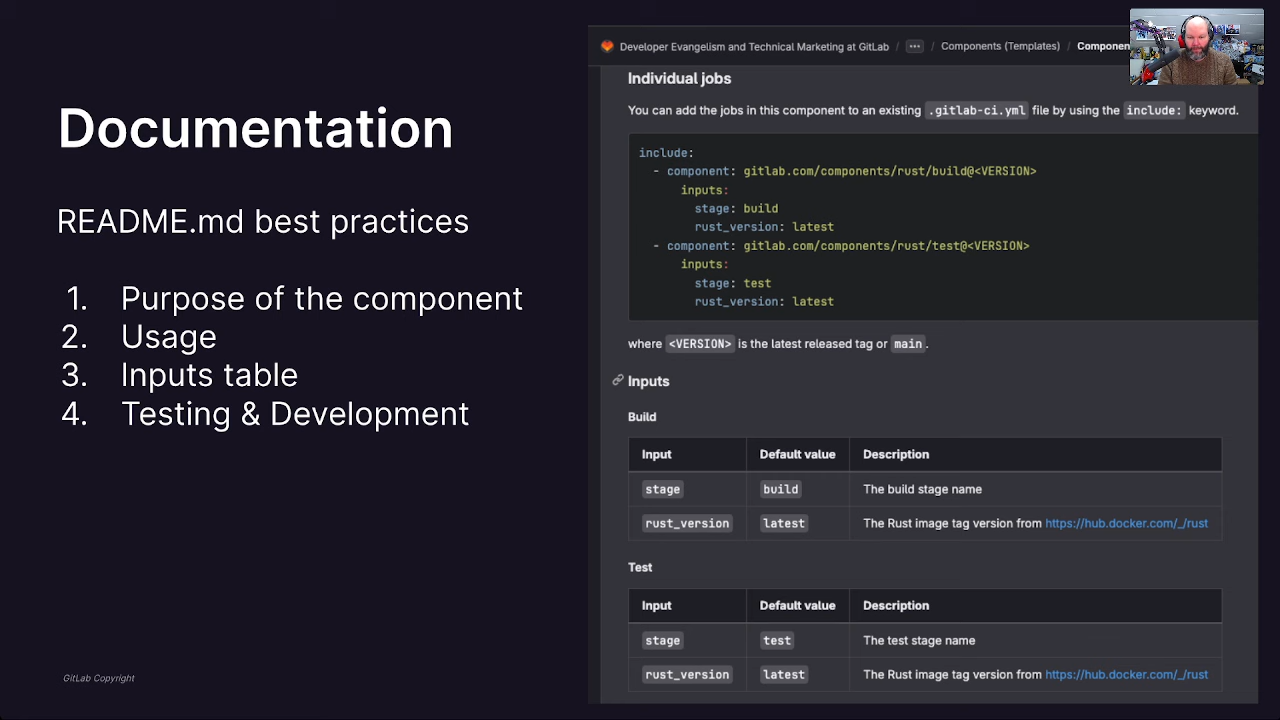 Documentation
README.md best practices
1. Purpose of the component
2. Usage
3. Inputs table
4. Testing & Development
GitLab Copyright
Developer Evangelism and Technical Marketing at GitLab / ... / Components (Templates) / Componen
Individual jobs
You can add the jobs in this component to an existing .gitlab-ci.yml file by using the include: keyword.
include:
- component: gitlab.com/components/rust/build@<VERSION>
inputs:
stage: build
rust_version: latest
- component: gitlab.com/components/rust/test@<VERSION>
inputs:
stage: test
rust_version: latest
where <VERSION> is the latest released tag or main.
Inputs
Build
Input Default value Description
stage build The build stage name
rust_version latest The Rust image tag version from https://hub.docker.com/_/rust
Test
Input Default value Description
stage test The test stage name
rust_version latest The Rust image tag version from https://hub.docker.com/_/rust